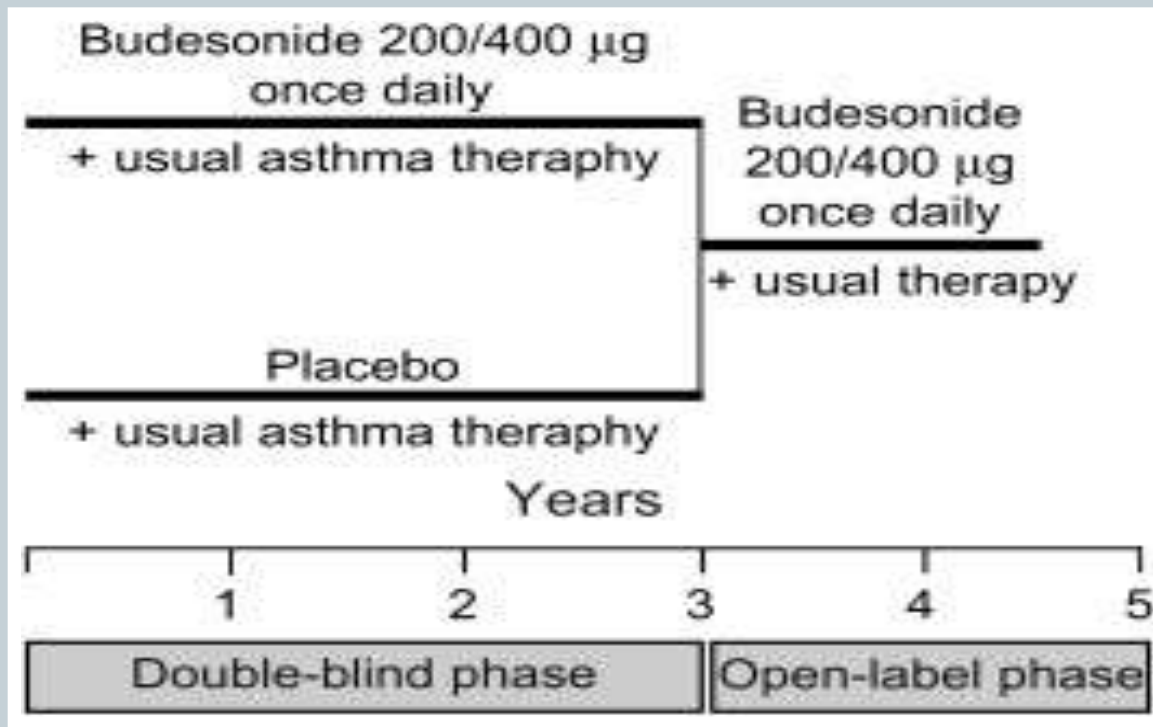 Budesonide 200/400 μg
once daily
+ usual asthma theraphy
Budesonide
200/400 μg
once daily
+ usual therapy
Placebo
+ usual asthma theraphy
Years
1 2 3 4 5
Double-blind phase Open-label phase